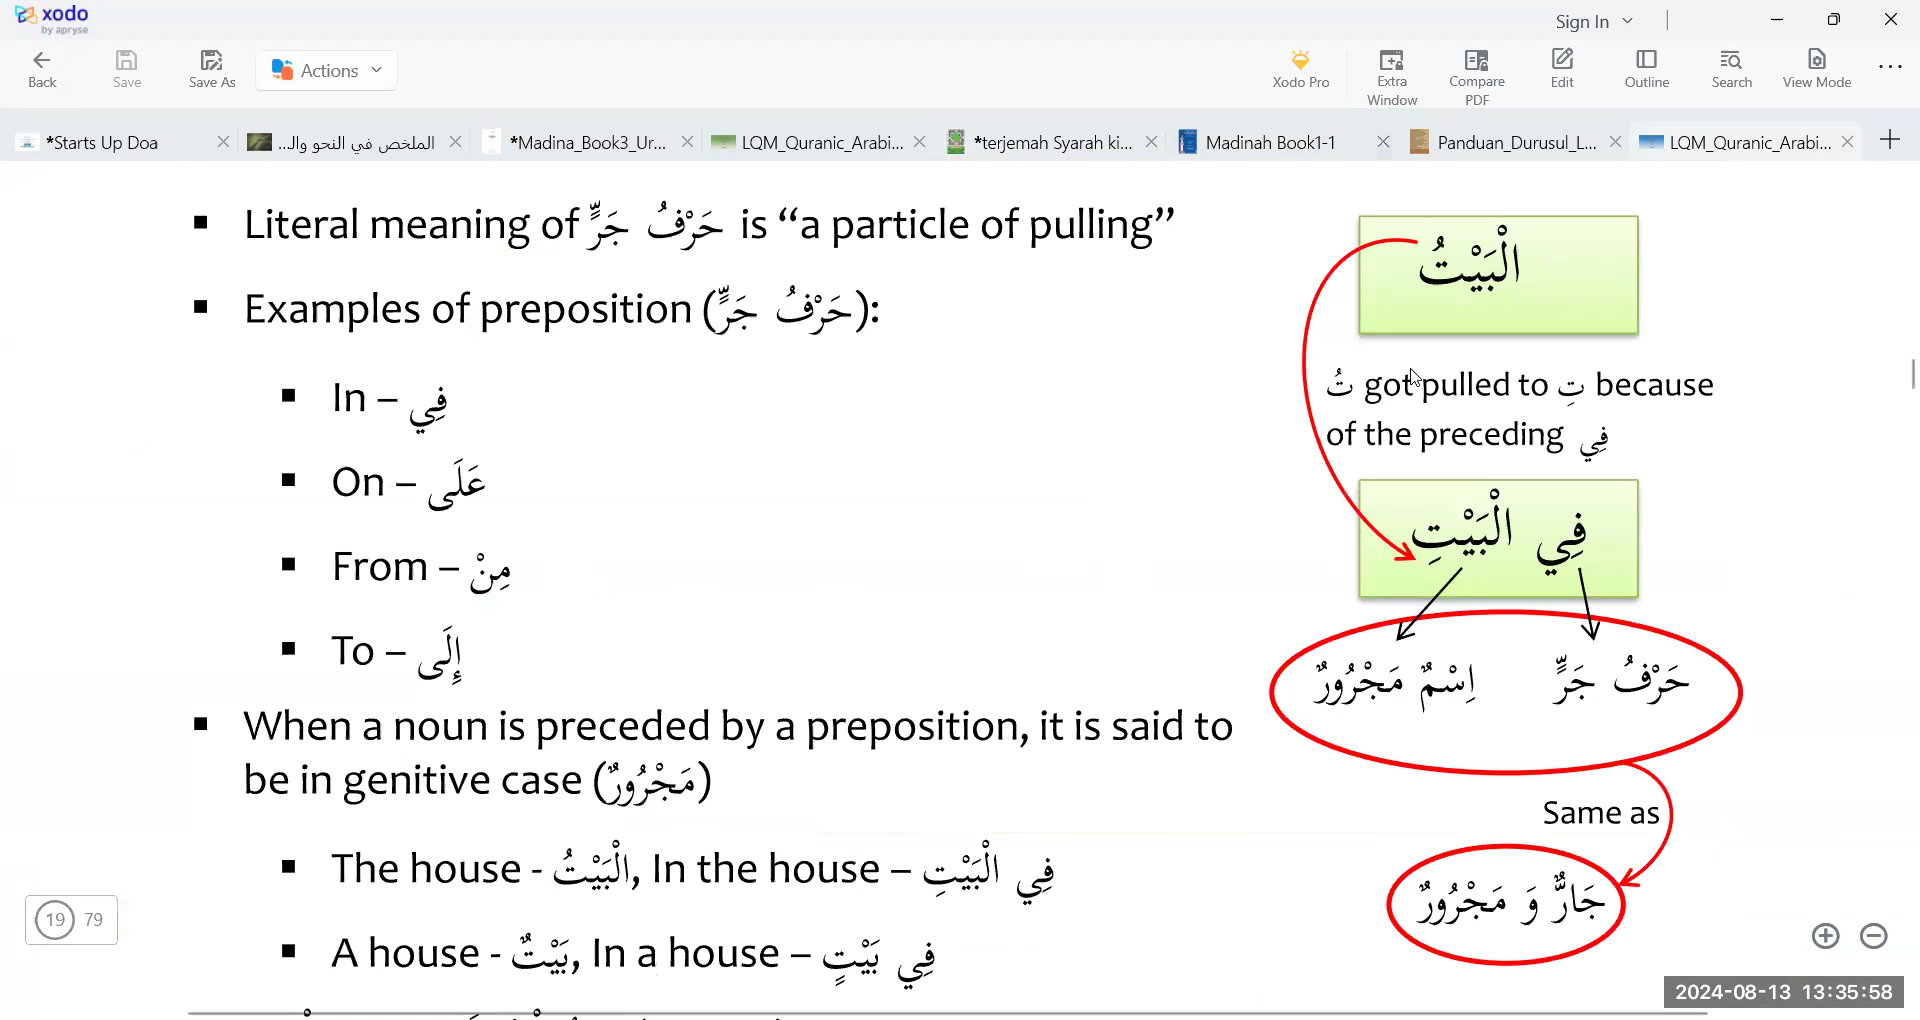 xodo
by apryse
Sign In
Back
Save
Save As
Actions
Xodo Pro
Extra Window
Compare PDF
Edit
Outline
Search
View Mode
*Starts Up Doa
الملخص في النحو وال...
*Madina_Book3_Ur...
LQM_Quranic_Arabi...
*terjemah Syarah ki...
Madinah Book1-1
Panduan_Durusul_L...
LQM_Quranic_Arabi...
▪ Literal meaning of حَرْفُ جَرٍّ is “a particle of pulling”
▪ Examples of preposition (حَرْفُ جَرٍّ):
▪ In – فِي
▪ On – عَلَى
▪ From – مِنْ
▪ To – إِلَى
▪ When a noun is preceded by a preposition, it is said to
be in genitive case (مَجْرُورٌ)
▪ The house - الْبَيْتُ, In the house – فِي الْبَيْتِ
▪ A house - بَيْتٌ, In a house – فِي بَيْتٍ
الْبَيْتُ
تُ got pulled to تِ because
of the preceding فِي
فِي الْبَيْتِ
حَرْفُ جَرٍّ اِسْمٌ مَجْرُورٌ
Same as
جَارٌّ وَ مَجْرُورٌ
19 79
2024-08-13 13:35:58